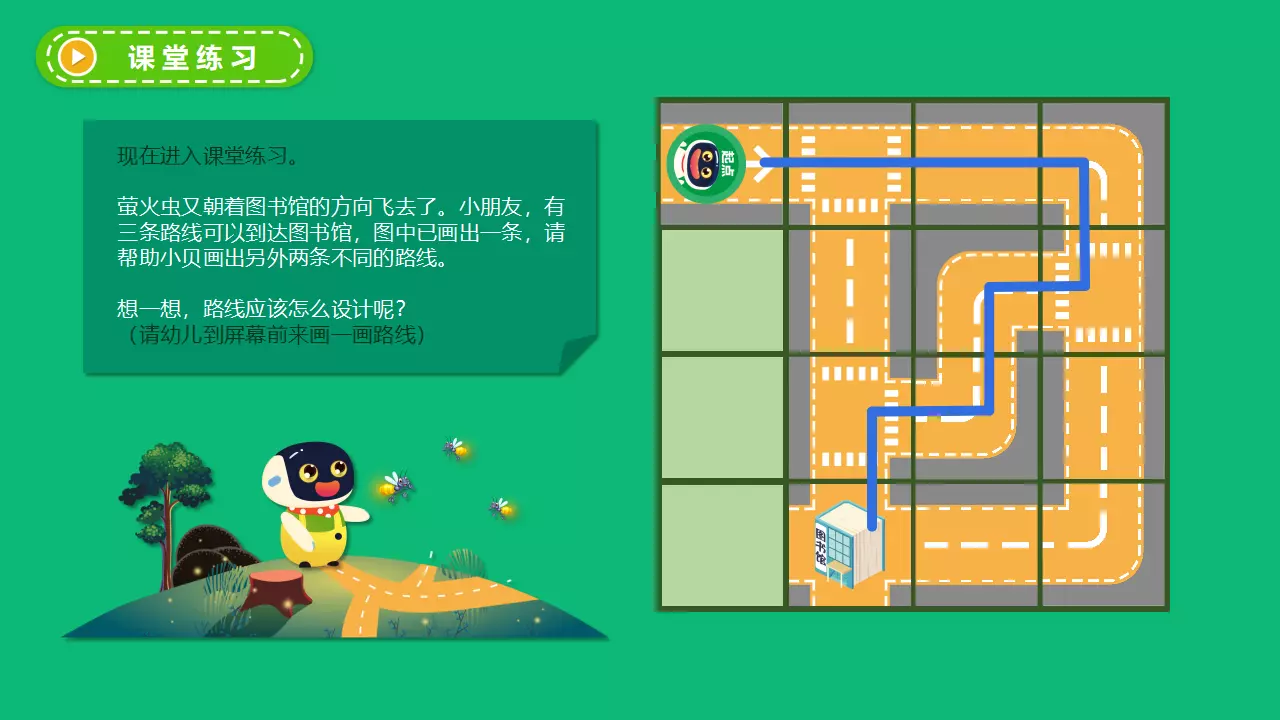 课堂练习
现在进入课堂练习。
萤火虫又朝着图书馆的方向飞去了。小朋友，有
三条路线可以到达图书馆，图中已画出一条，请
帮助小贝画出另外两条不同的路线。
想一想，路线应该怎么设计呢？
（请幼儿到屏幕前来画一画路线）
起点
图书馆